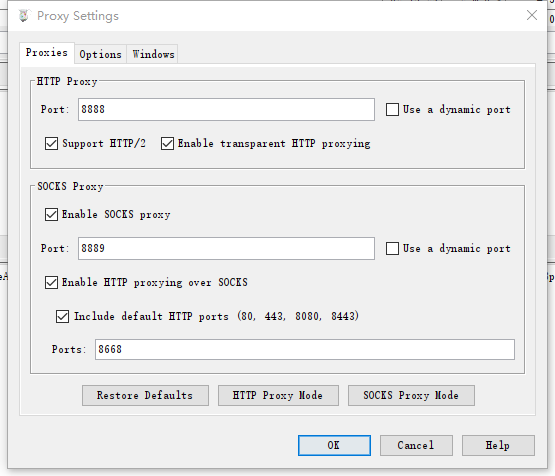 Proxy Settings
Proxies Options Windows
HTTP Proxy
Port: 8888 Use a dynamic port
Support HTTP/2 Enable transparent HTTP proxying
SOCKS Proxy
Enable SOCKS proxy
Port: 8889 Use a dynamic port
Enable HTTP proxying over SOCKS
Include default HTTP ports (80, 443, 8080, 8443)
Ports: 8668
Restore Defaults HTTP Proxy Mode SOCKS Proxy Mode
OK Cancel Help